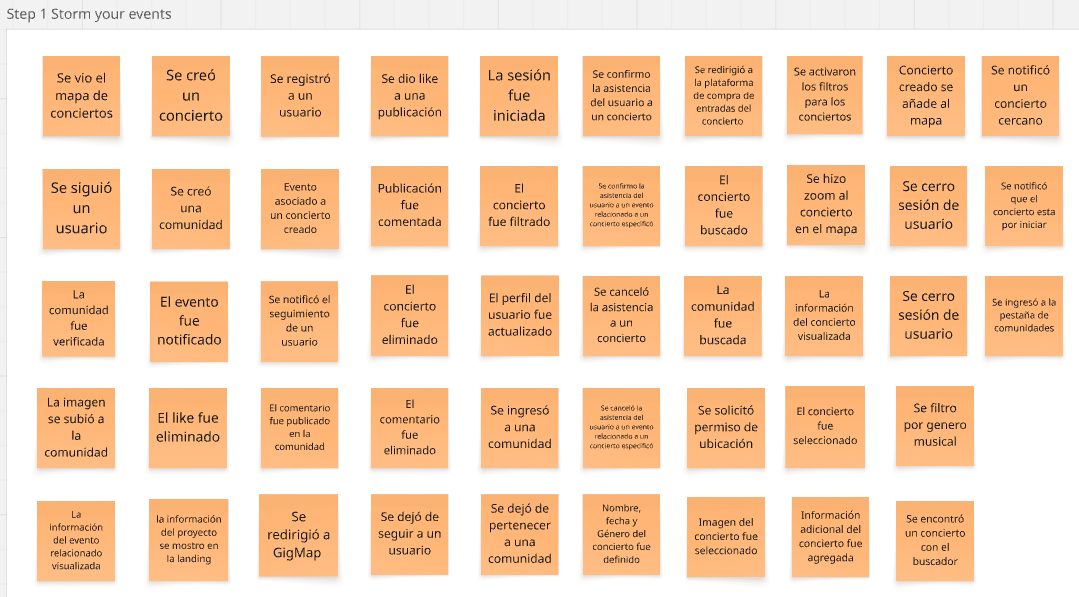 Step 1 Storm your events
Se vio el
mapa de
conciertos
Se creó
un
concierto
Se registró
a un
usuario
Se dio like
a una
publicación
La sesión
fue
iniciada
Se confirmo
la asistencia
del usuario a
un concierto
Se redirigió a
la plataforma
de compra de
entradas del
concierto
Se activaron
los filtros
para los
conciertos
Concierto
creado se
añade al
mapa
Se notificó
un
concierto
cercano
Se siguió
un
usuario
Se creó
una
comunidad
Evento
asociado a
un concierto
creado
Publicación
fue
comentada
El
concierto
fue filtrado
Se confirmo la
asistencia del
usuario a un evento
relacionado a un
concierto especifico
El
concierto
fue
buscado
Se hizo
zoom al
concierto
en el mapa
Se cerro
sesión de
usuario
Se notificó
que el
concierto esta
por iniciar
La
comunidad
fue
verificada
El evento
fue
notificado
Se notificó el
seguimiento
de un
usuario
El
concierto
fue
eliminado
El perfil del
usuario fue
actualizado
Se canceló
la asistencia
a un
concierto
La
comunidad
fue
buscada
La
información
del concierto
visualizada
Se cerro
sesión de
usuario
Se ingresó a la
pestaña de
comunidades
La imagen
se subió a
la
comunidad
El like fue
eliminado
El comentario
fue publicado
en la
comunidad
El
comentario
fue
eliminado
Se ingresó
a una
comunidad
Se canceló la
asistencia del
usuario a un evento
relacionado a un
concierto especificó
Se solicitó
permiso de
ubicación
El concierto
fue
seleccionado
Se filtro
por genero
musical
La
información
del evento
relacionado
visualizada
la información
del proyecto
se mostro en
la landing
Se
redirigió a
GigMap
Se dejó de
seguir a un
usuario
Se dejó de
pertenecer
a una
comunidad
Nombre,
fecha y
Género del
concierto fue
definido
Imagen del
concierto fue
seleccionado
Información
adicional del
concierto fue
agregada
Se encontró
un concierto
con el
buscador